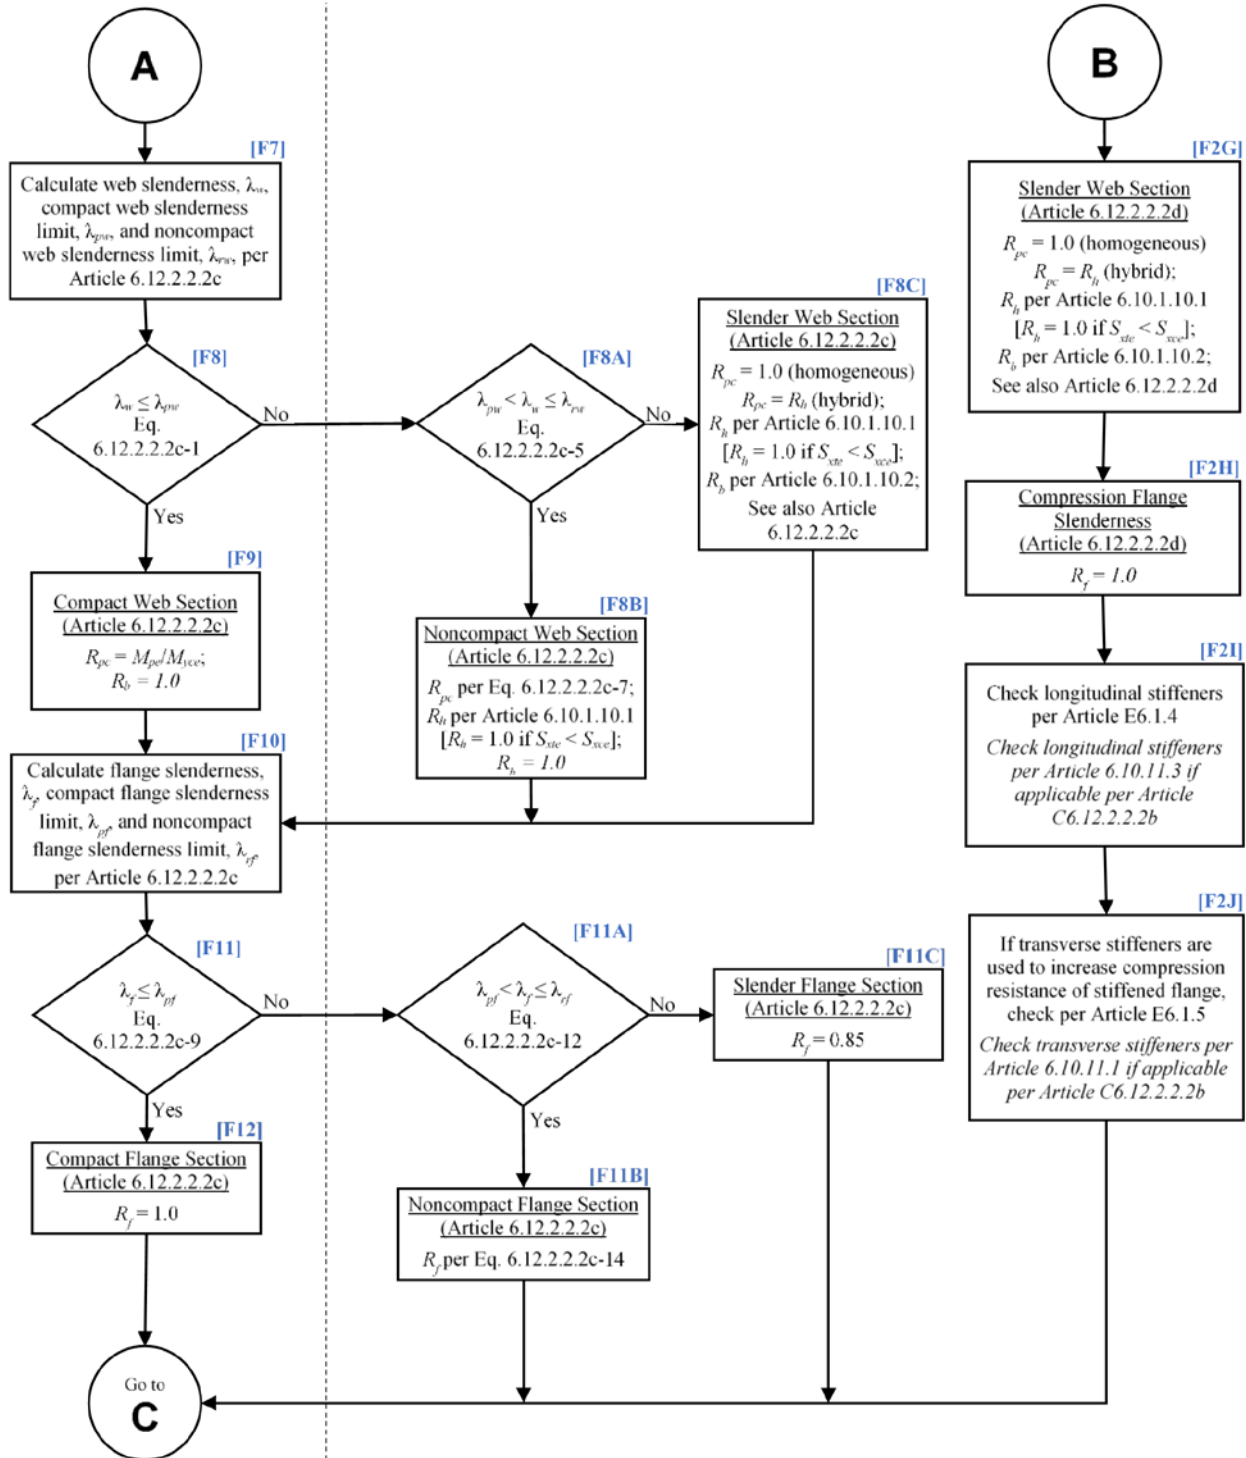 A
[F7]
Calculate web slenderness, λw,
compact web slenderness
limit, λpw, and noncompact
web slenderness limit, λrw, per
Article 6.12.2.2.2c
[F8]
λw ≤ λpw
Eq.
6.12.2.2.2c-1
No
Yes
[F8A]
λpw < λw ≤ λrw
Eq.
6.12.2.2.2c-5
No
Yes
[F8C]
Slender Web Section
(Article 6.12.2.2.2c)
Rpc = 1.0 (homogeneous)
Rpc = Rh (hybrid);
Rh per Article 6.10.1.10.1
[Rh = 1.0 if Sxte < Sxce];
Rb per Article 6.10.1.10.2;
See also Article
6.12.2.2.2c
[F9]
Compact Web Section
(Article 6.12.2.2.2c)
Rpc = Mpe/Myce;
Rb = 1.0
[F8B]
Noncompact Web Section
(Article 6.12.2.2.2c)
Rpc per Eq. 6.12.2.2.2c-7;
Rh per Article 6.10.1.10.1
[Rh = 1.0 if Sxte < Sxce];
Rb = 1.0
[F10]
Calculate flange slenderness,
λf, compact flange slenderness
limit, λpf, and noncompact
flange slenderness limit, λrf,
per Article 6.12.2.2.2c
[F11]
λf ≤ λpf
Eq.
6.12.2.2.2c-9
No
Yes
[F11A]
λpf < λf ≤ λrf
Eq.
6.12.2.2.2c-12
No
Yes
[F11C]
Slender Flange Section
(Article 6.12.2.2.2c)
Rf = 0.85
[F12]
Compact Flange Section
(Article 6.12.2.2.2c)
Rf = 1.0
[F11B]
Noncompact Flange Section
(Article 6.12.2.2.2c)
Rf per Eq. 6.12.2.2.2c-14
Go to
C
B
[F2G]
Slender Web Section
(Article 6.12.2.2.2d)
Rpc = 1.0 (homogeneous)
Rpc = Rh (hybrid);
Rh per Article 6.10.1.10.1
[Rh = 1.0 if Sxte < Sxce];
Rb per Article 6.10.1.10.2;
See also Article 6.12.2.2.2d
[F2H]
Compression Flange
Slenderness
(Article 6.12.2.2.2d)
Rf = 1.0
[F2I]
Check longitudinal stiffeners
per Article E6.1.4
Check longitudinal stiffeners
per Article 6.10.11.3 if
applicable per Article
C6.12.2.2.2b
[F2J]
If transverse stiffeners are
used to increase compression
resistance of stiffened flange,
check per Article E6.1.5
Check transverse stiffeners per
Article 6.10.11.1 if applicable
per Article C6.12.2.2.2b